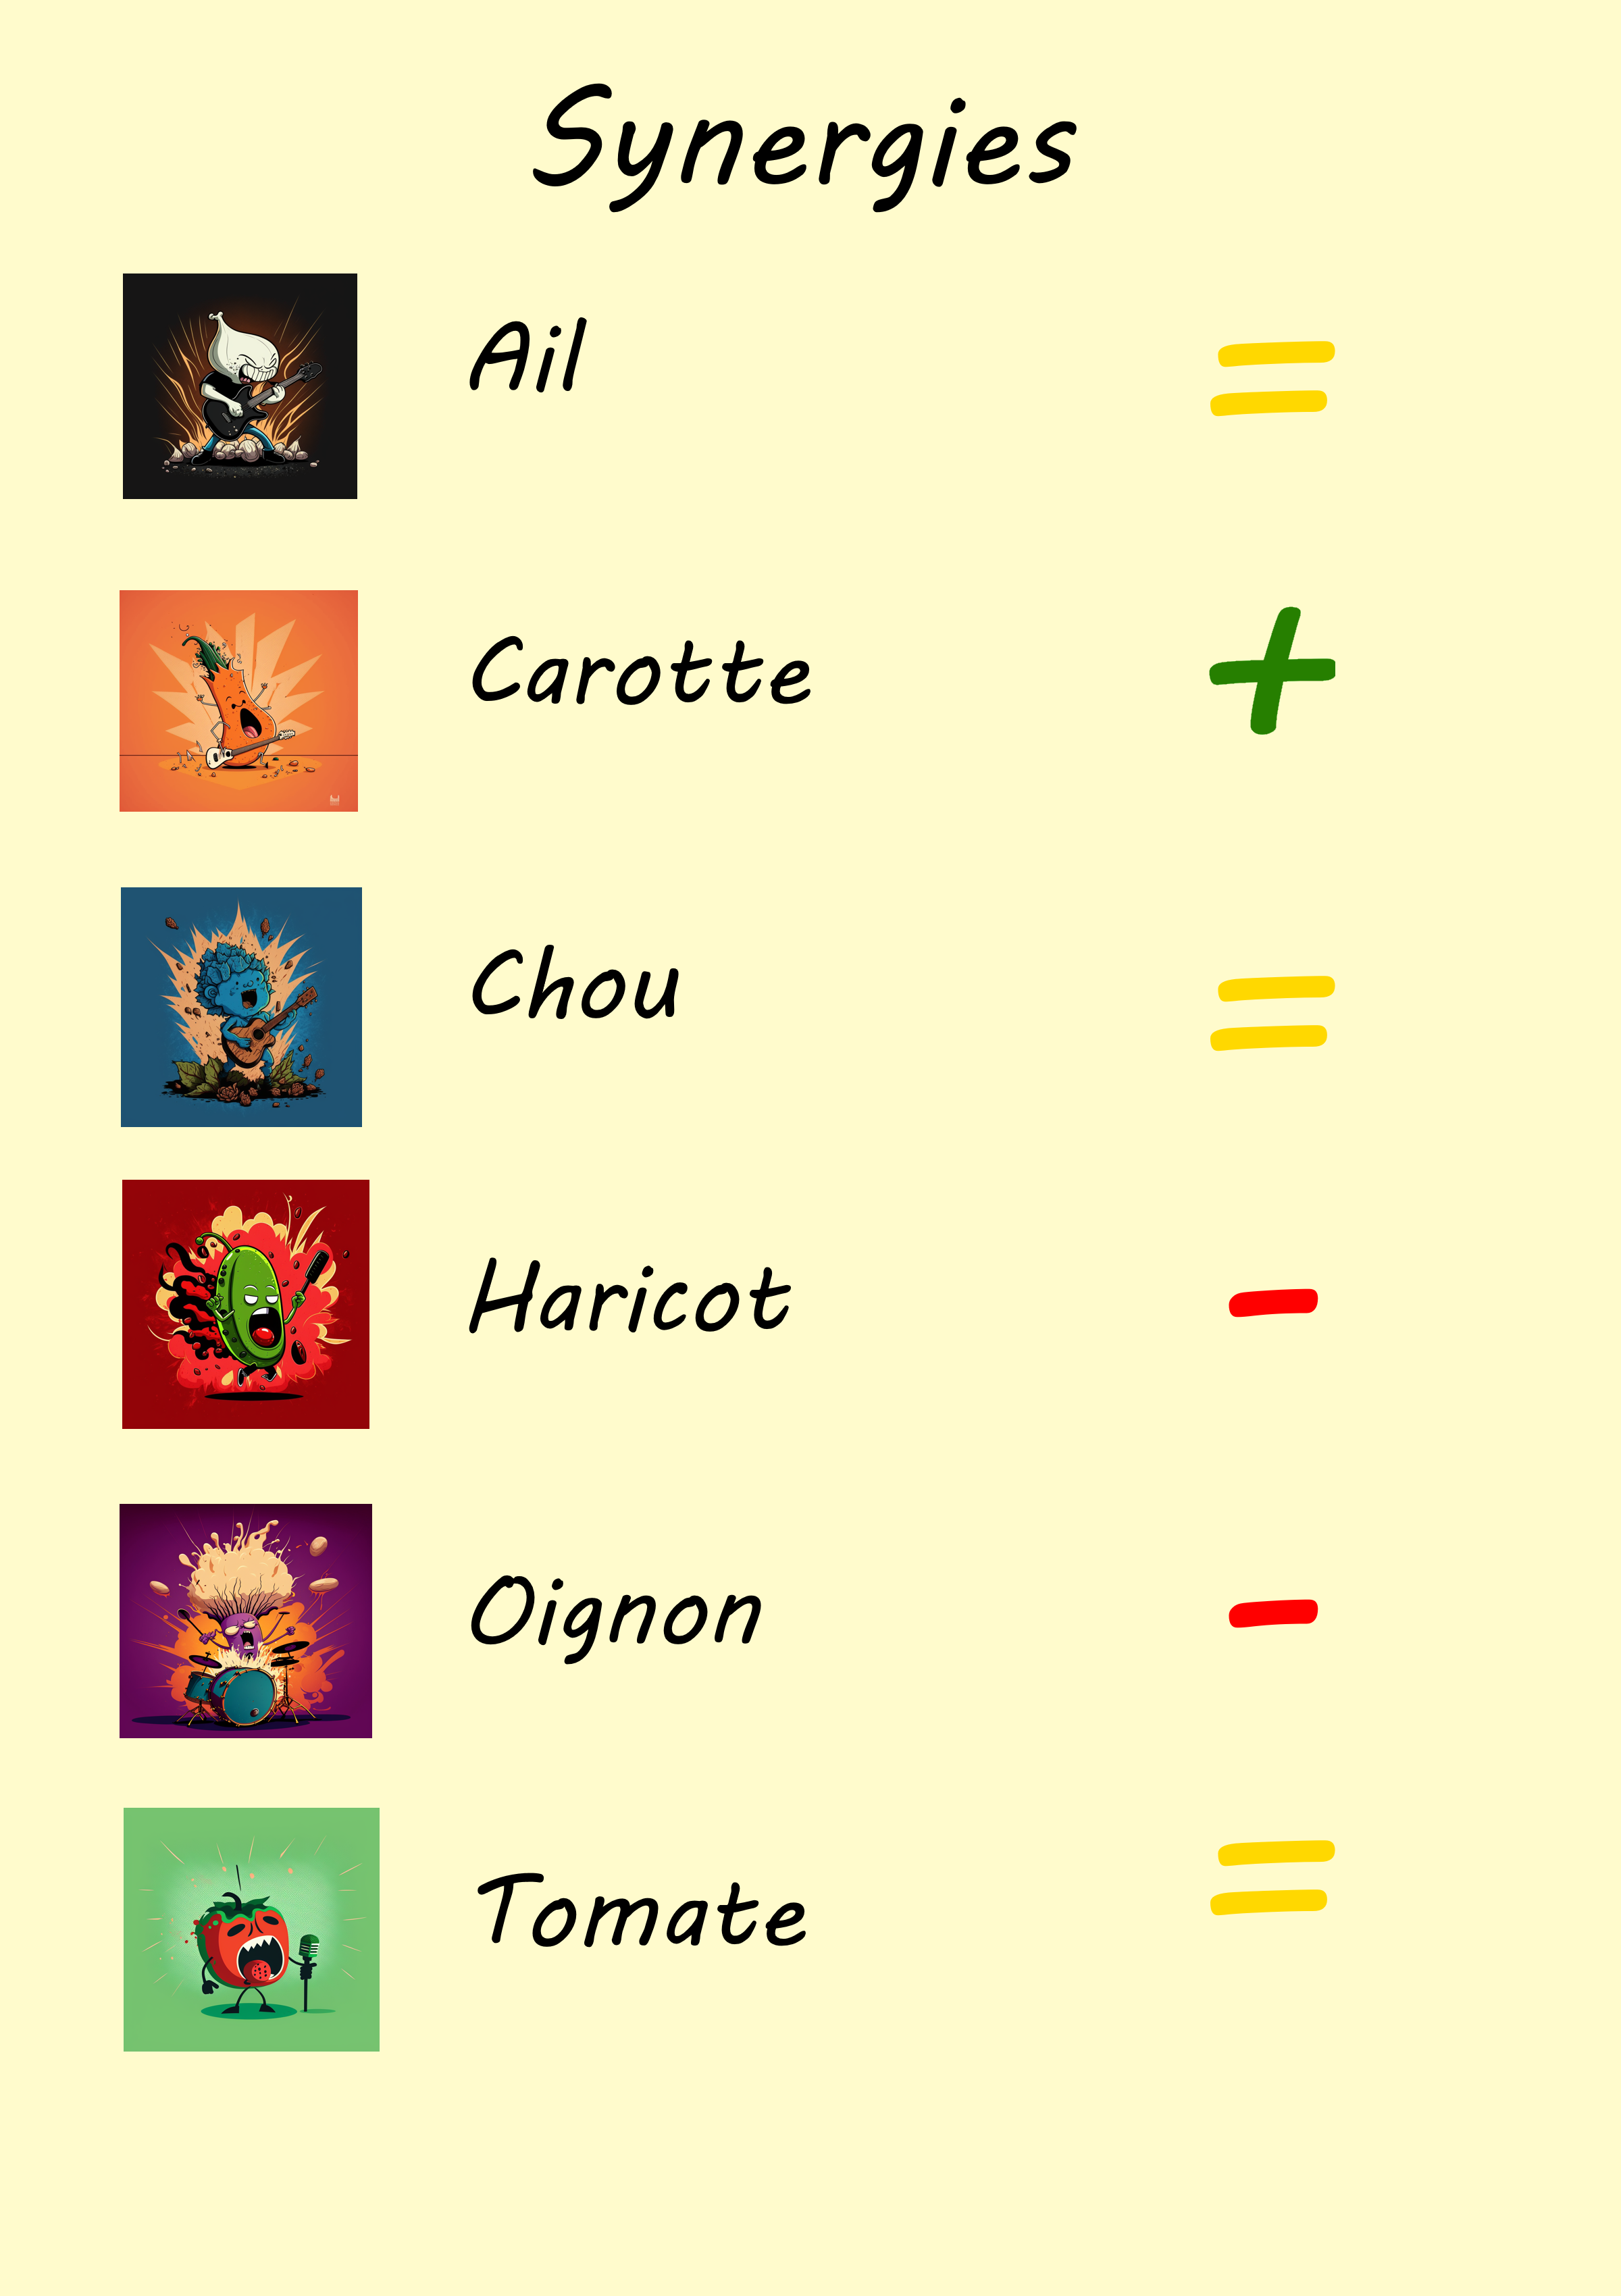 Synergies
Ail =
Carotte +
Chou =
Haricot -
Oignon -
Tomate =